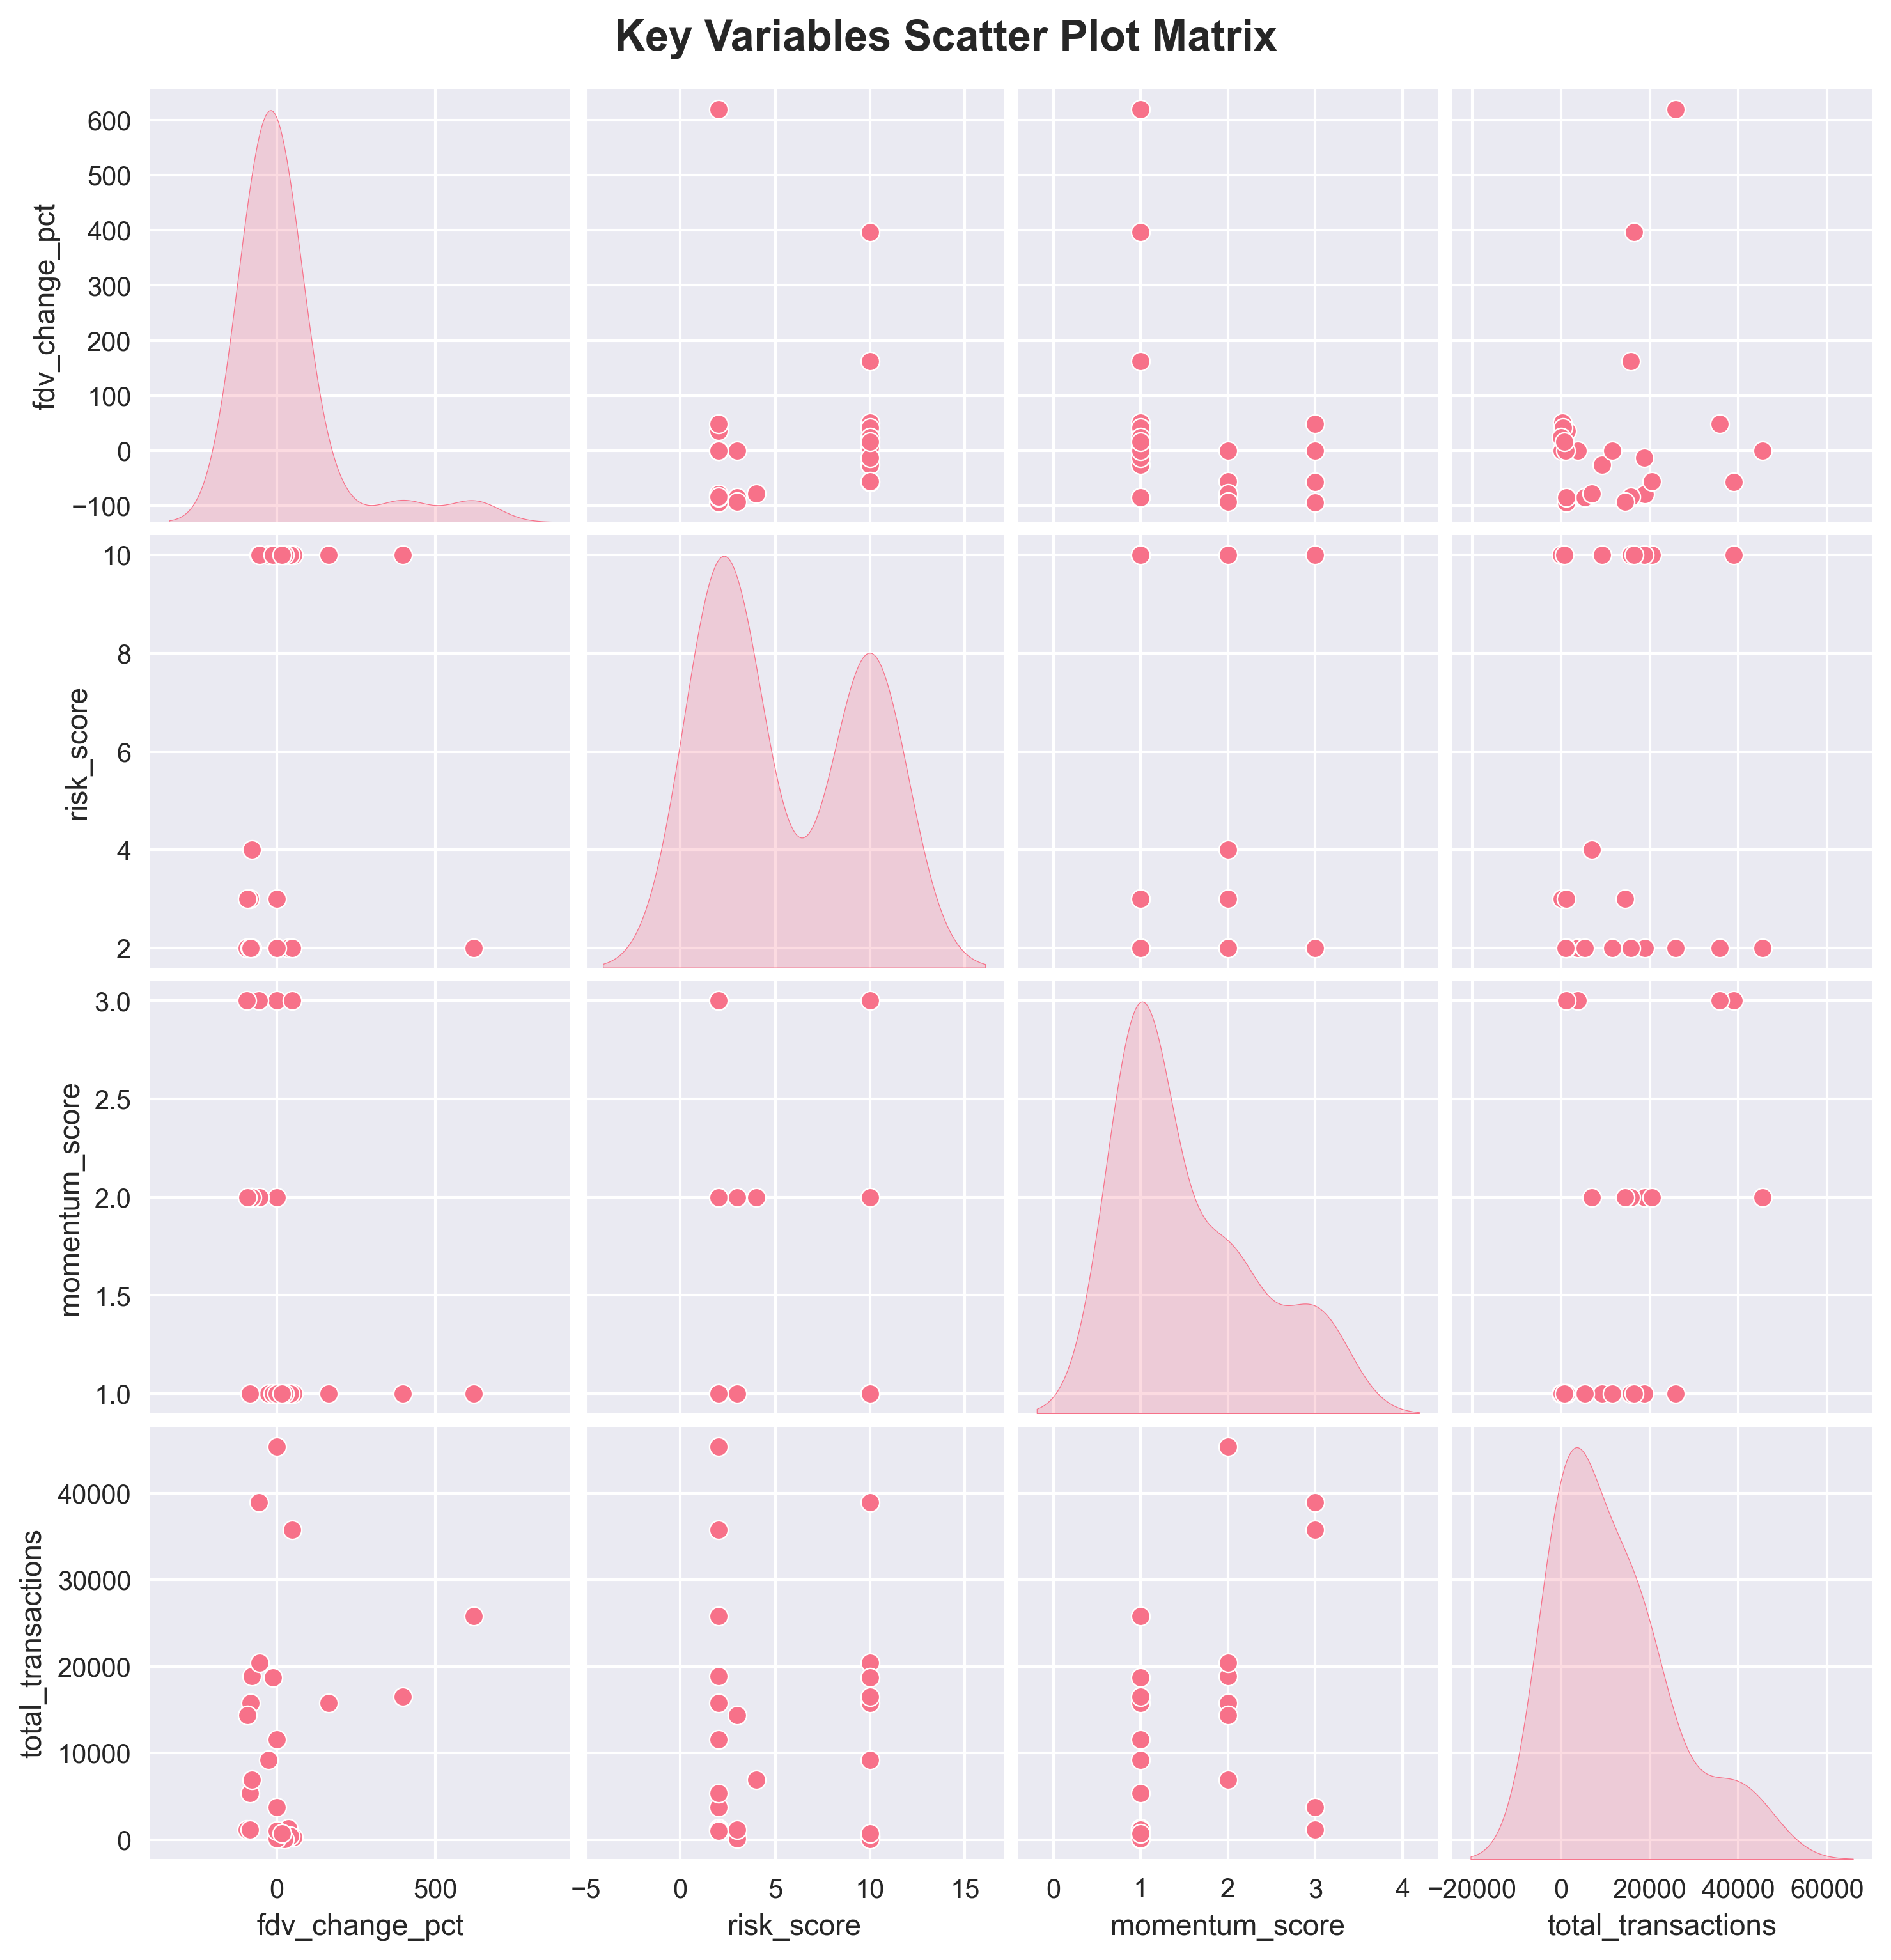 Key Variables Scatter Plot Matrix
600
500
400
300
200
100
0
−100
fdv_change_pct
10
8
6
4
2
risk_score
3.0
2.5
2.0
1.5
1.0
momentum_score
40000
30000
20000
10000
0
total_transactions
0 500
−5 0 5 10 15
0 1 2 3 4
−20000 0 20000 40000 60000
fdv_change_pct
risk_score
momentum_score
total_transactions